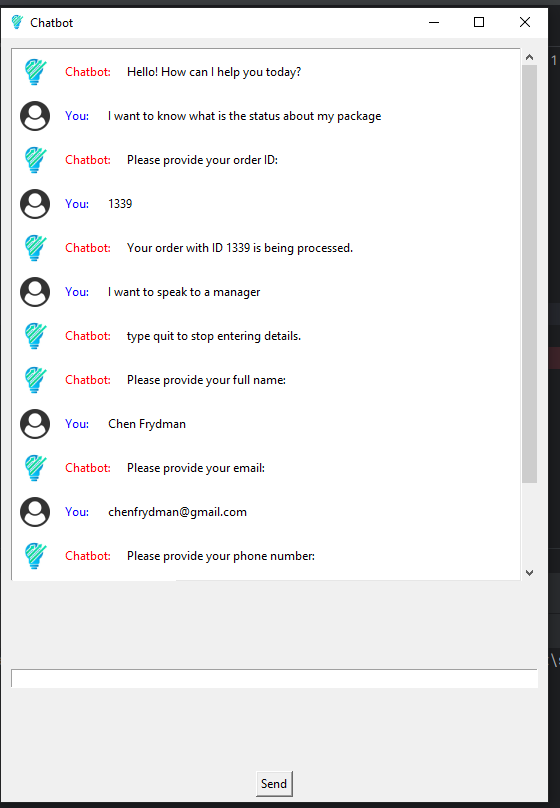 Chatbot
Chatbot: Hello! How can I help you today?
You: I want to know what is the status about my package
Chatbot: Please provide your order ID:
You: 1339
Chatbot: Your order with ID 1339 is being processed.
You: I want to speak to a manager
Chatbot: type quit to stop entering details.
Chatbot: Please provide your full name:
You: Chen Frydman
Chatbot: Please provide your email:
You: chenfrydman@gmail.com
Chatbot: Please provide your phone number:
Send
1